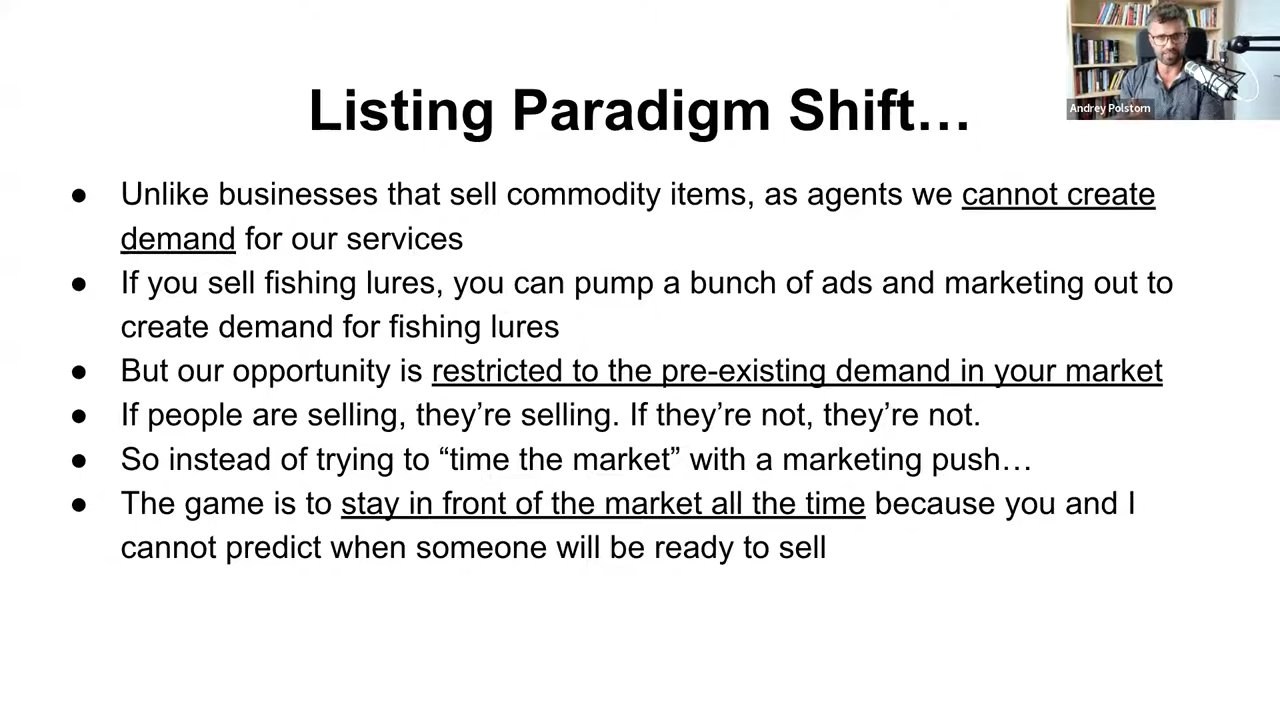 Andrey Polstorn
Listing Paradigm Shift…
● Unlike businesses that sell commodity items, as agents we cannot create
demand for our services
● If you sell fishing lures, you can pump a bunch of ads and marketing out to
create demand for fishing lures
● But our opportunity is restricted to the pre-existing demand in your market
● If people are selling, they’re selling. If they’re not, they’re not.
● So instead of trying to “time the market” with a marketing push…
● The game is to stay in front of the market all the time because you and I
cannot predict when someone will be ready to sell